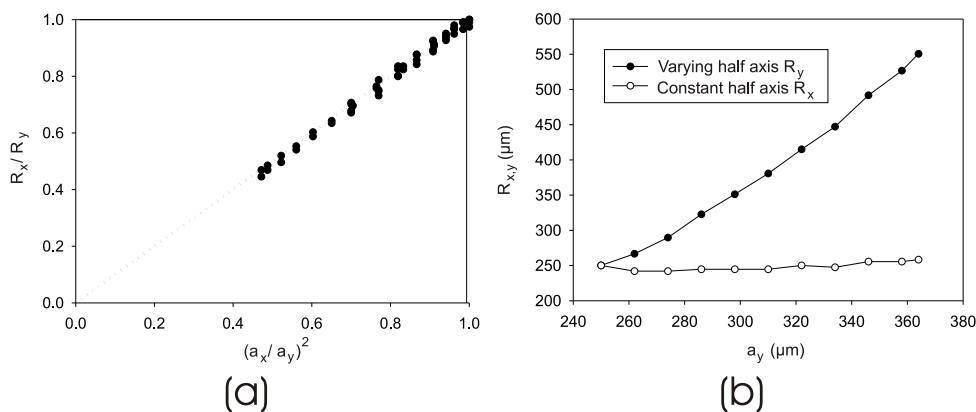 1.0
0.8
0.6
0.4
0.2
0.0
R_x/ R_y
0.0 0.2 0.4 0.6 0.8 1.0
(a_x/ a_y)^2
(a)
600
550
500
450
400
350
300
250
200
R_x,y (µm)
Varying half axis R_y
Constant half axis R_x
240 260 280 300 320 340 360 380
a_y (µm)
(b)